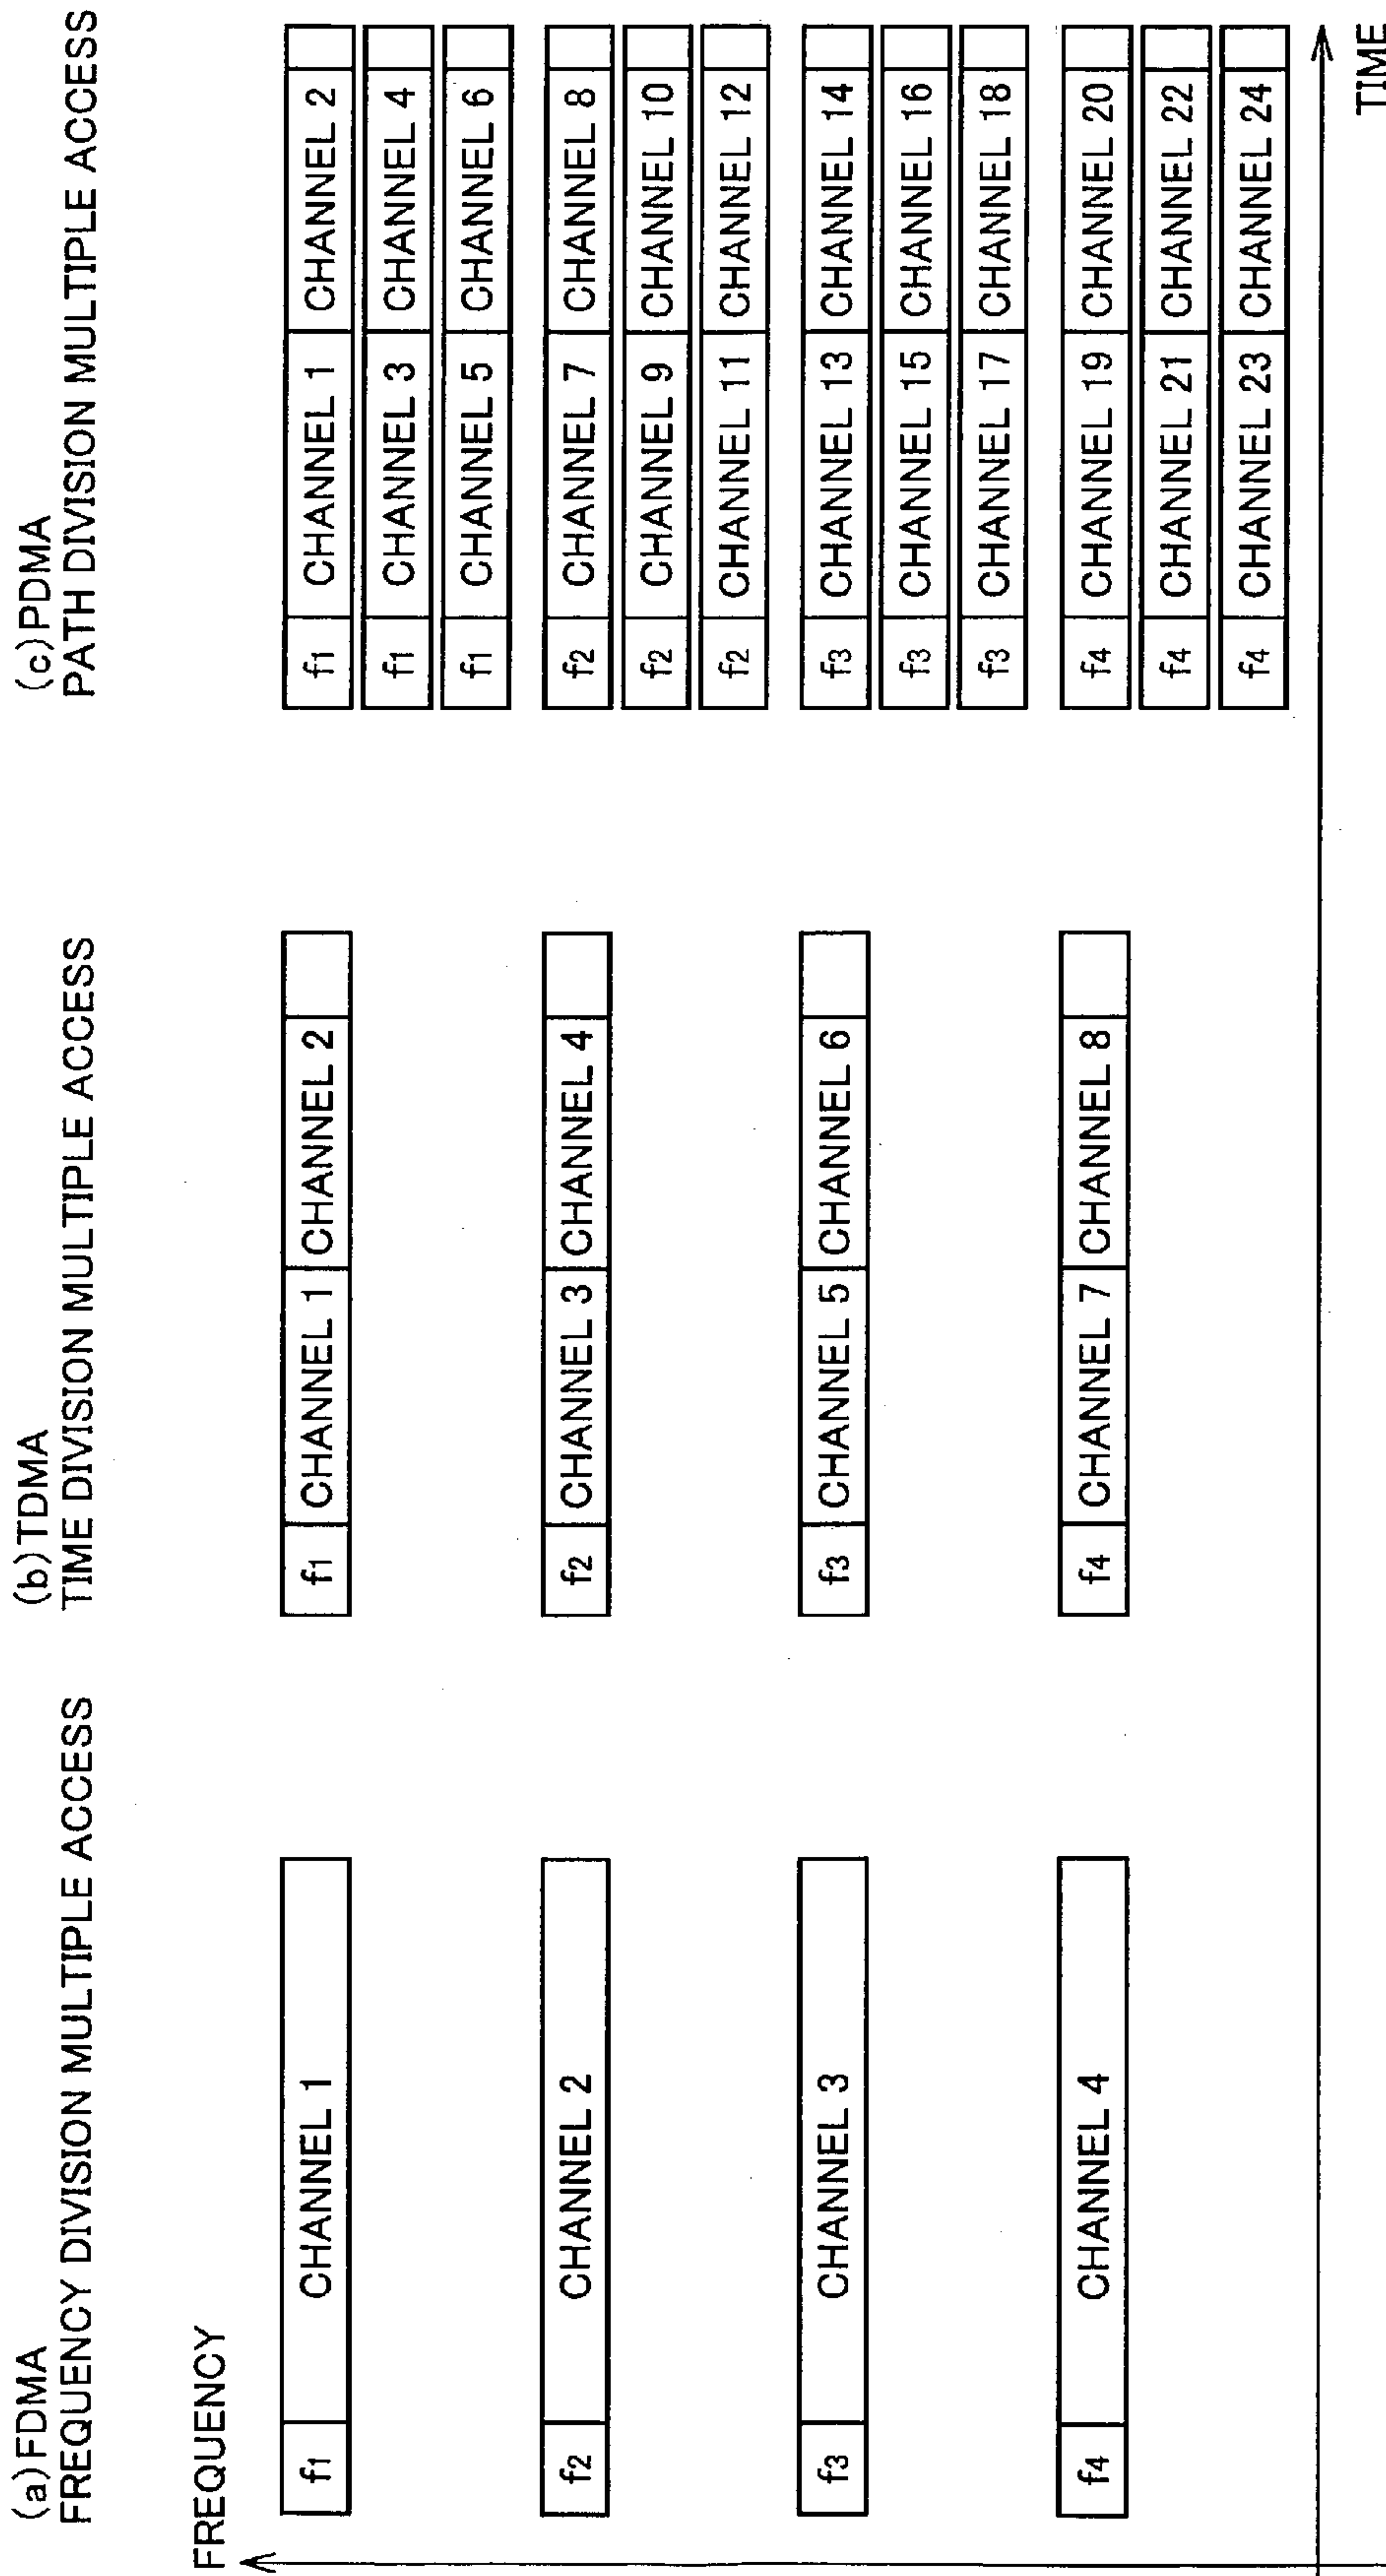 (a)FDMA
FREQUENCY DIVISION MULTIPLE ACCESS
FREQUENCY
f1 CHANNEL 1
f2 CHANNEL 2
f3 CHANNEL 3
f4 CHANNEL 4
(b)TDMA
TIME DIVISION MULTIPLE ACCESS
f1 CHANNEL 1 CHANNEL 2
f2 CHANNEL 3 CHANNEL 4
f3 CHANNEL 5 CHANNEL 6
f4 CHANNEL 7 CHANNEL 8
(c)PDMA
PATH DIVISION MULTIPLE ACCESS
f1 CHANNEL 1 CHANNEL 2
f1 CHANNEL 3 CHANNEL 4
f1 CHANNEL 5 CHANNEL 6
f2 CHANNEL 7 CHANNEL 8
f2 CHANNEL 9 CHANNEL 10
f2 CHANNEL 11 CHANNEL 12
f3 CHANNEL 13 CHANNEL 14
f3 CHANNEL 15 CHANNEL 16
f3 CHANNEL 17 CHANNEL 18
f4 CHANNEL 19 CHANNEL 20
f4 CHANNEL 21 CHANNEL 22
f4 CHANNEL 23 CHANNEL 24
TIME